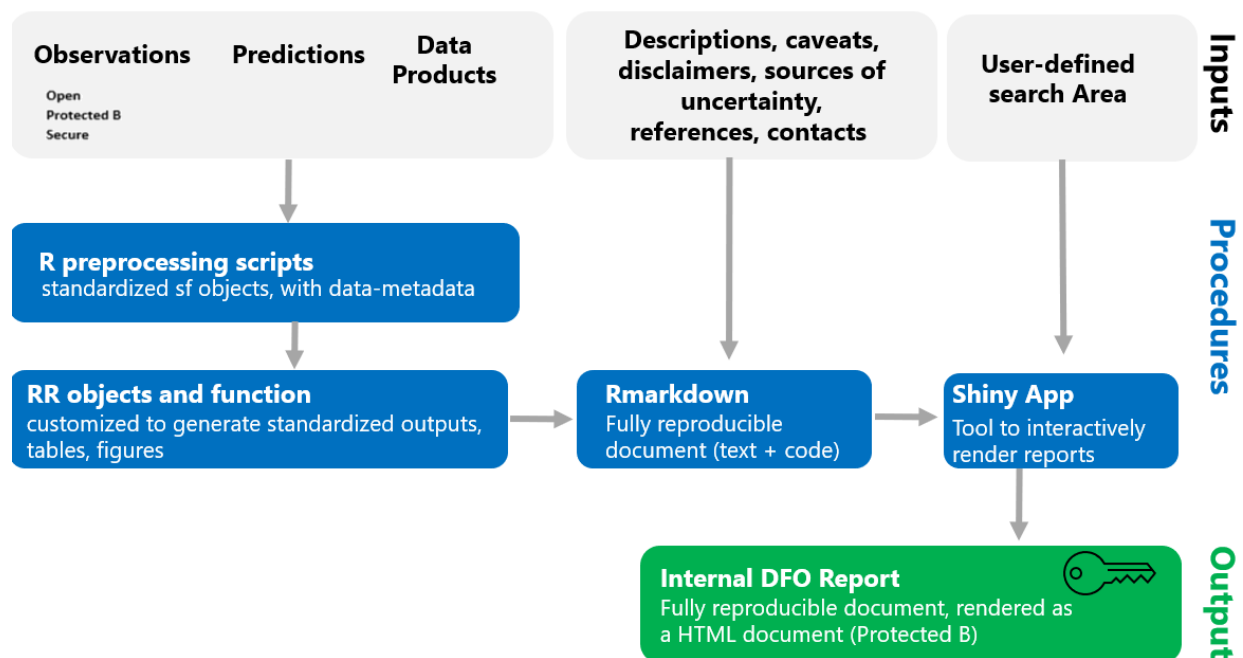 Observations
Open
Protected B
Secure
Predictions
Data
Products
Descriptions, caveats,
disclaimers, sources of
uncertainty,
references, contacts
User-defined
search Area
Inputs
R preprocessing scripts
standardized sf objects, with data-metadata
Procedures
RR objects and function
customized to generate standardized outputs,
tables, figures
Rmarkdown
Fully reproducible
document (text + code)
Shiny App
Tool to interactively
render reports
Internal DFO Report
Fully reproducible document, rendered as
a HTML document (Protected B)
Output